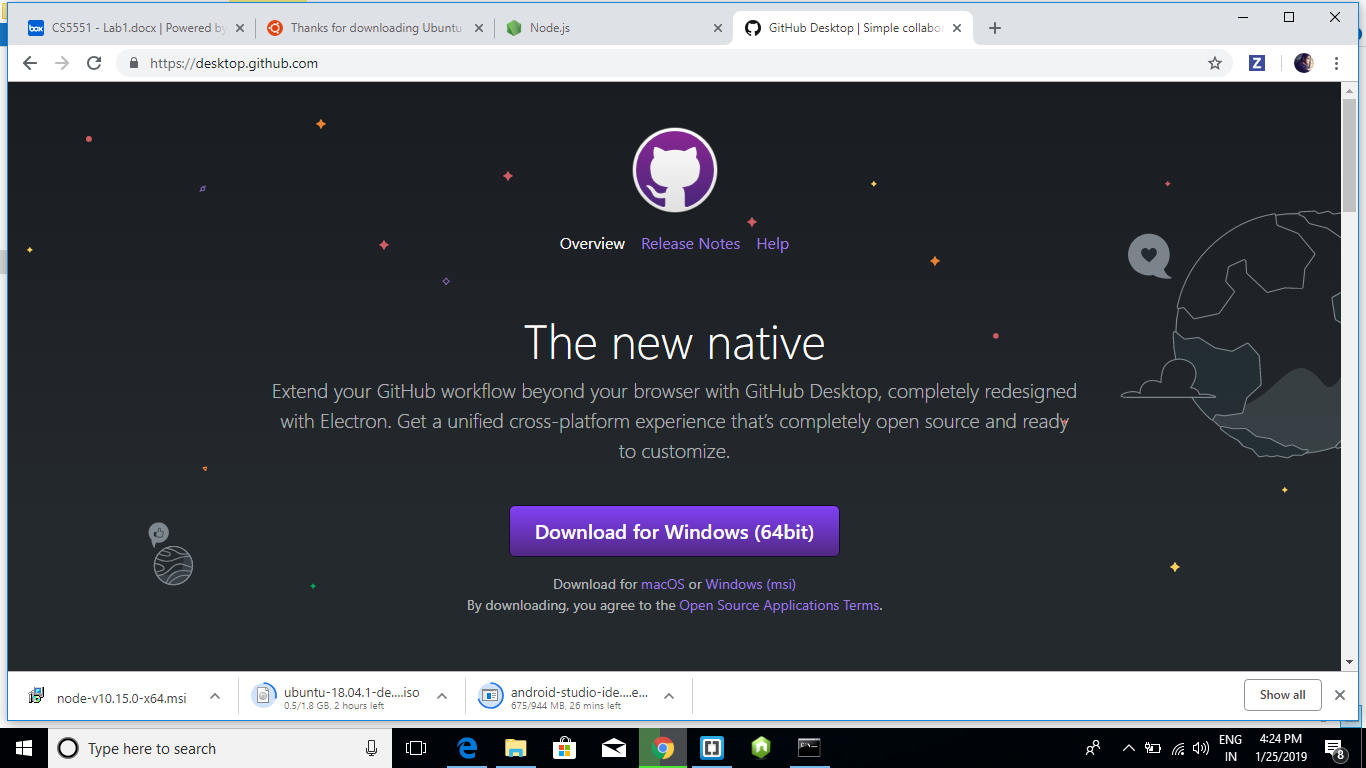 box CS5551 - Lab1.docx | Powered by
Thanks for downloading Ubuntu
Node.js
GitHub Desktop | Simple collabor
https://desktop.github.com
Z
Overview Release Notes Help
The new native
Extend your GitHub workflow beyond your browser with GitHub Desktop, completely redesigned
with Electron. Get a unified cross-platform experience that's completely open source and ready
to customize.
Download for Windows (64bit)
Download for macOS or Windows (msi)
By downloading, you agree to the Open Source Applications Terms.
node-v10.15.0-x64.msi
ubuntu-18.04.1-de....iso
0.5/1.8 GB, 2 hours left
android-studio-ide....e...
675/944 MB, 26 mins left
Show all
Type here to search
ENG
IN
4:24 PM
1/25/2019
8